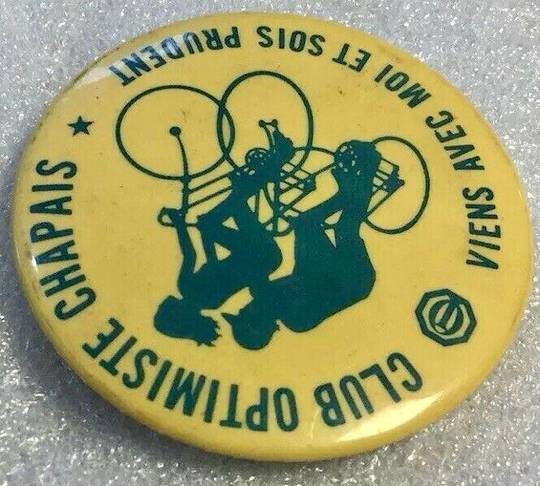 CLUB OPTIMISTE CHAPAIS
VIENS AVEC MOI ET SOIS PRUDENT